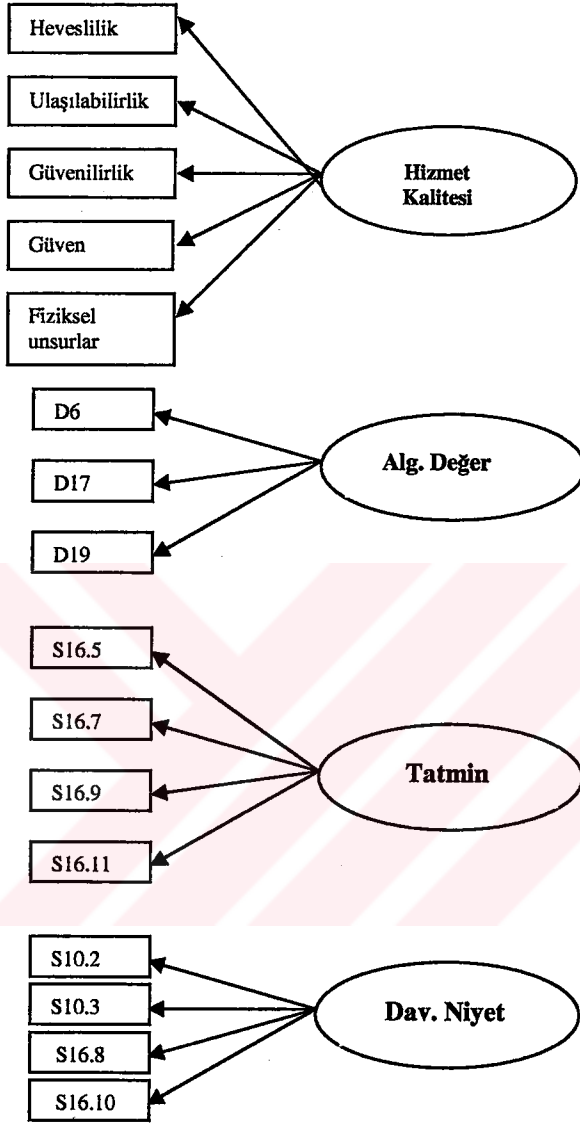 Heveslilik
Ulaşılabilirlik
Güvenilirlik
Güven
Fiziksel
unsurlar
Hizmet
Kalitesi
D6
D17
D19
Alg. Değer
S16.5
S16.7
S16.9
S16.11
Tatmin
S10.2
S10.3
S16.8
S16.10
Dav. Niyet